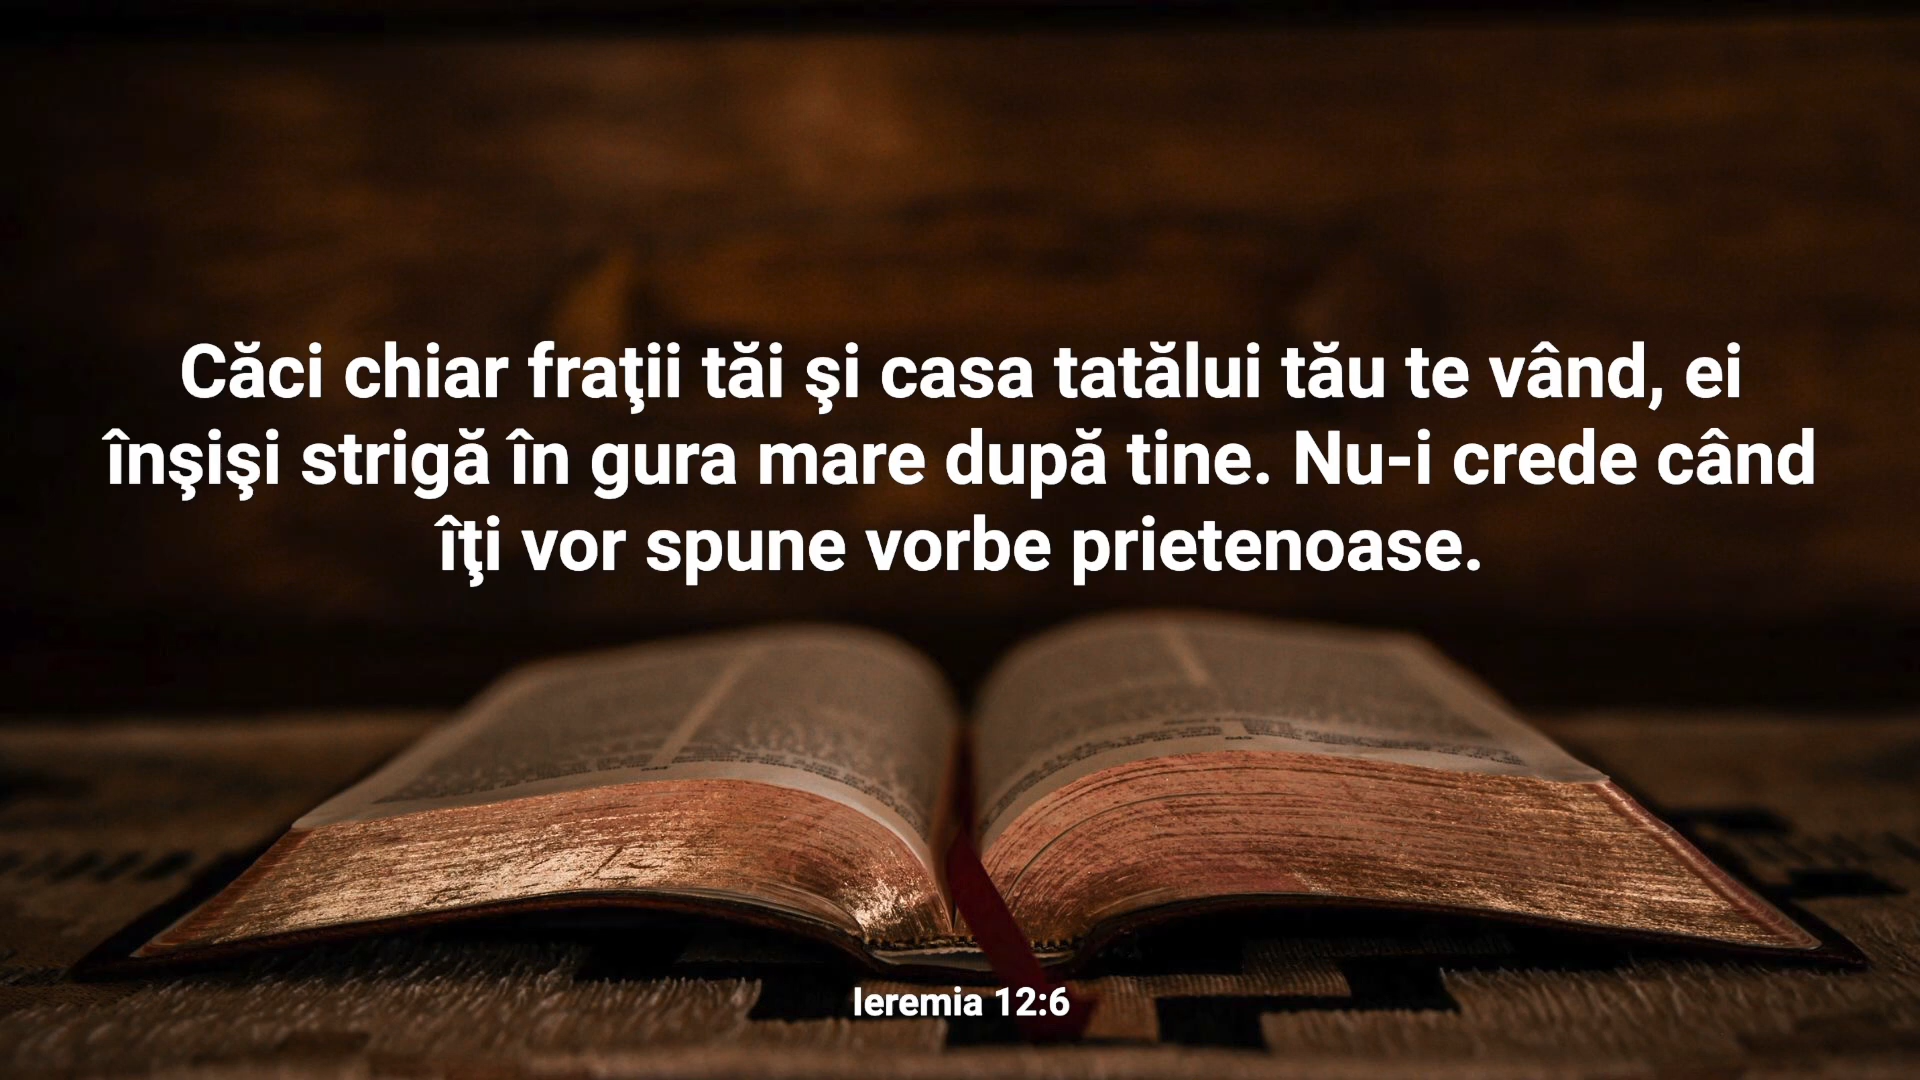 Căci chiar fraţii tăi şi casa tatălui tău te vând, ei
înşişi strigă în gura mare după tine. Nu-i crede când
îţi vor spune vorbe prietenoase.
Ieremia 12:6